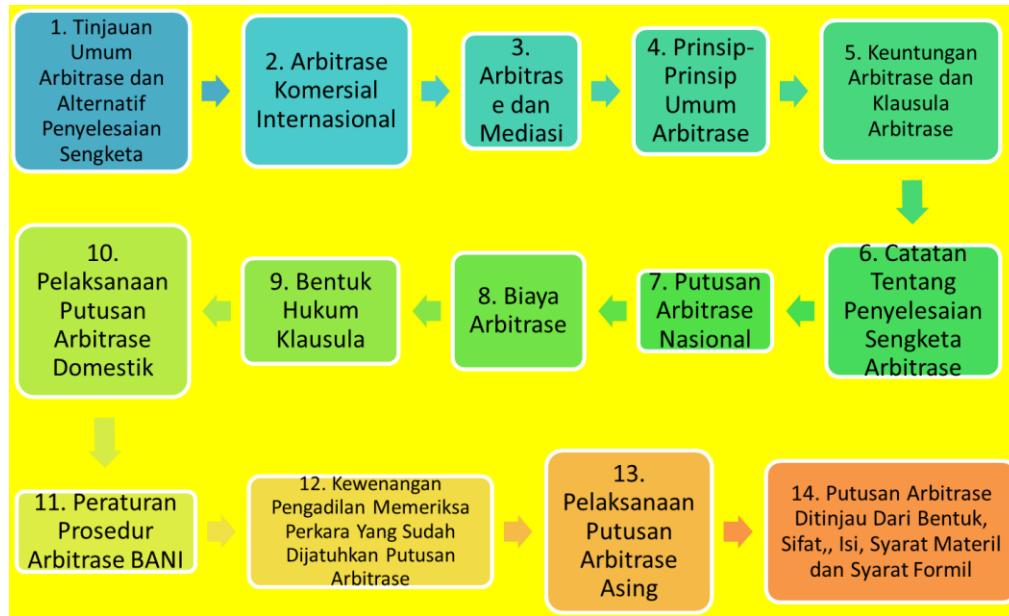 1. Tinjauan
Umum
Arbitrase dan
Alternatif
Penyelesaian
Sengketa
2. Arbitrase
Komersial
Internasional
3.
Arbitras
e dan
Mediasi
4. Prinsip-
Prinsip
Umum
Arbitrase
5. Keuntungan
Arbitrase dan
Klausula
Arbitrase
6. Catatan
Tentang
Penyelesaian
Sengketa
Arbitrase
7. Putusan
Arbitrase
Nasional
8. Biaya
Arbitrase
9. Bentuk
Hukum
Klausula
10.
Pelaksanaan
Putusan
Arbitrase
Domestik
11. Peraturan
Prosedur
Arbitrase BANI
12. Kewenangan
Pengadilan Memeriksa
Perkara Yang Sudah
Dijatuhkan Putusan
Arbitrase
13.
Pelaksanaan
Putusan
Arbitrase
Asing
14. Putusan Arbitrase
Ditinjau Dari Bentuk,
Sifat,, Isi, Syarat Materil
dan Syarat Formil